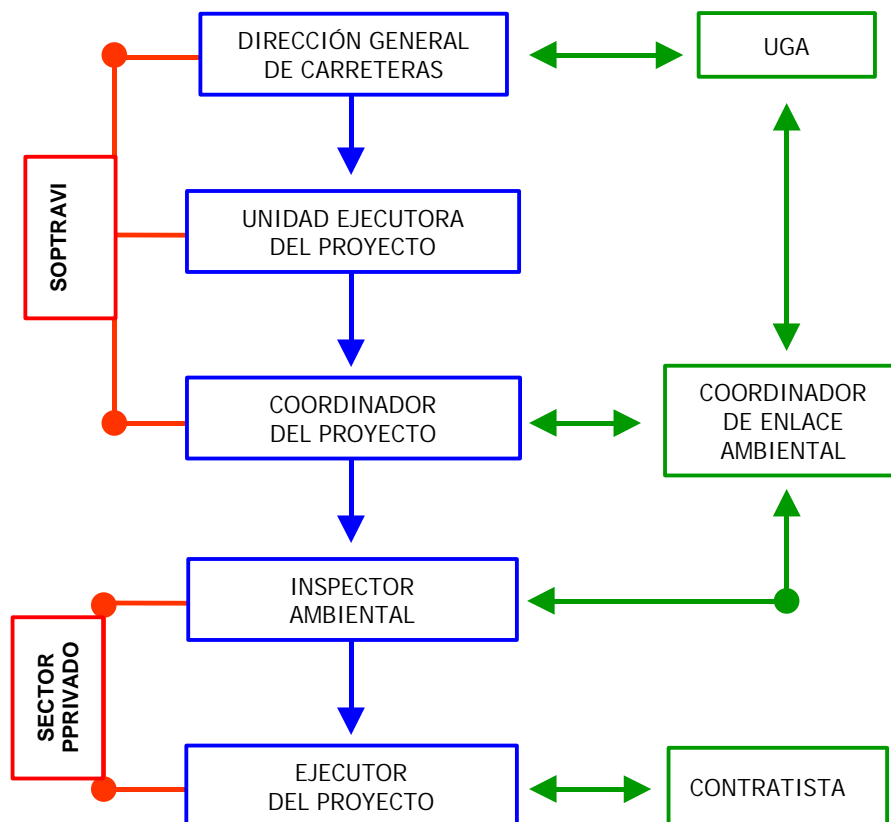 DIRECCIÓN GENERAL
DE CARRETERAS
UGA
SOPTRAVI
UNIDAD EJECUTORA
DEL PROYECTO
COORDINADOR
DEL PROYECTO
COORDINADOR
DE ENLACE
AMBIENTAL
INSPECTOR
AMBIENTAL
SECTOR
PPRIVADO
EJECUTOR
DEL PROYECTO
CONTRATISTA